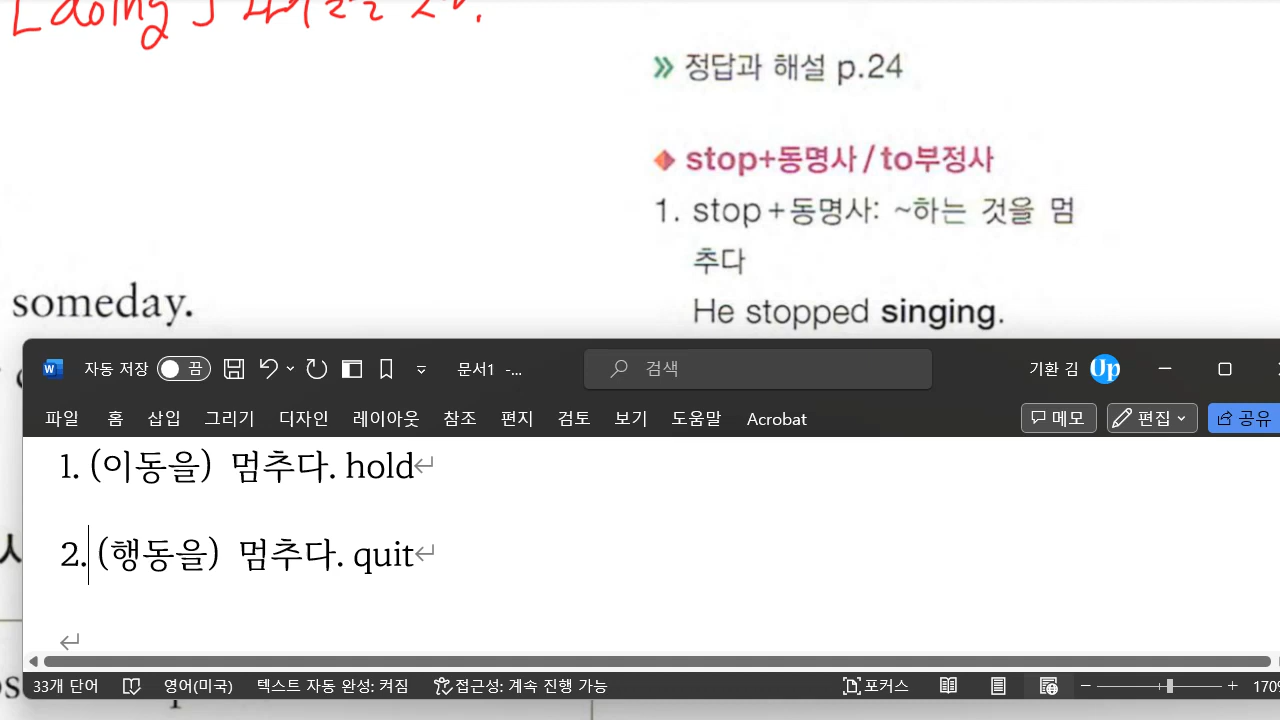 [ doing ]
» 정답과 해설 p.24
stop+동명사 / to부정사
1. stop+동명사: ~하는 것을 멈
추다
He stopped singing.
someday.
자동 저장 끔 문서1 -... 검색 기환 김 Up
파일 홈 삽입 그리기 디자인 레이아웃 참조 편지 검토 보기 도움말 Acrobat 메모 편집 공유
1. (이동을) 멈추다. hold
2. (행동을) 멈추다. quit
33개 단어 영어(미국) 텍스트 자동 완성: 켜짐 접근성: 계속 진행 가능 포커스 170%